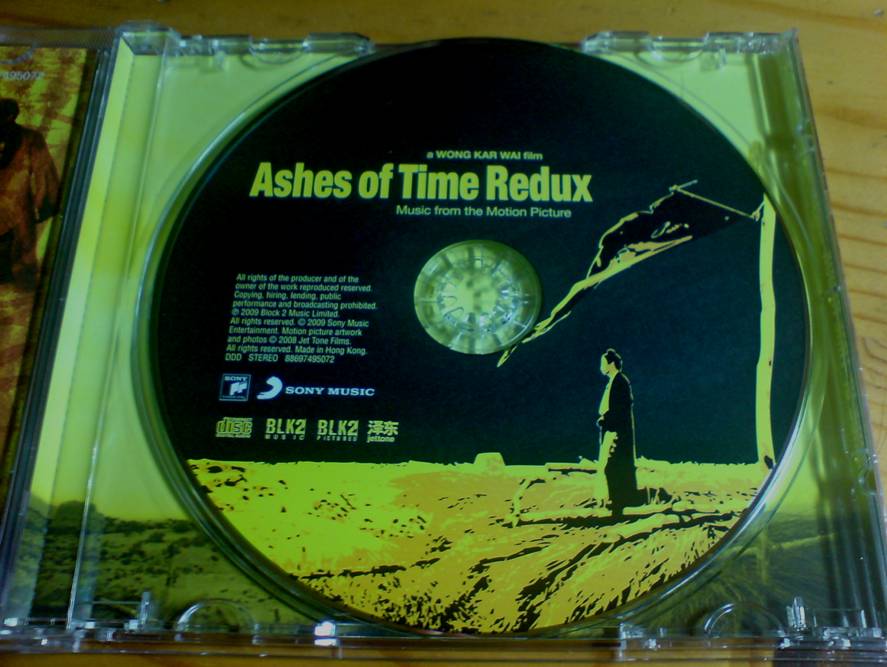 495072
a WONG KAR WAI film
Ashes of Time Redux
Music from the Motion Picture
All rights of the producer and of the
owner of the work reproduced reserved.
Copying, hiring, lending, public
performance and broadcasting prohibited.
℗ 2009 Block 2 Music Limited.
All rights reserved. © 2009 Sony Music
Entertainment. Motion picture artwork
and photos © 2008 Jet Tone Films.
All rights reserved. Made in Hong Kong.
DDD STEREO 88697495072
SONY
SONY MUSIC
disc
DIGITAL AUDIO
BLK2
MUSIC
BLK2
PICTURES
泽东
jettone